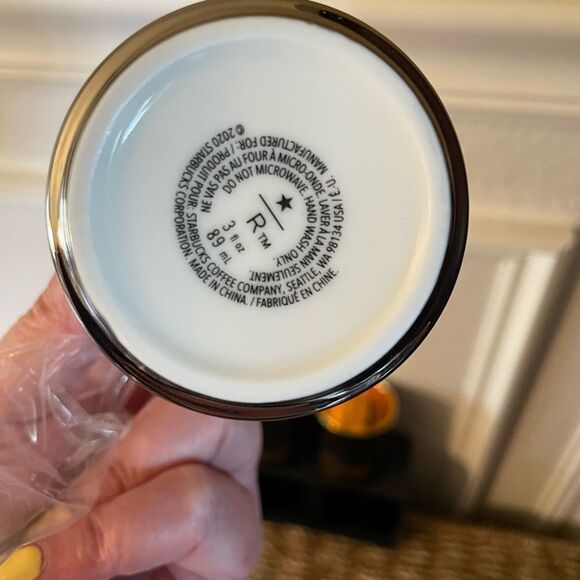 © 2020 STARBUCKS CORPORATION. MADE IN CHINA. / FABRIQUÉ EN CHINE.
MANUFACTURED FOR: / PRODUIT POUR: STARBUCKS COFFEE COMPANY, SEATTLE, WA 98134 USA / É.-U.
NE VAS PAS AU FOUR À MICRO-ONDE. LAVER À LA MAIN SEULEMENT.
DO NOT MICROWAVE. HAND WASH ONLY.
R™
3 fl oz
89 mL